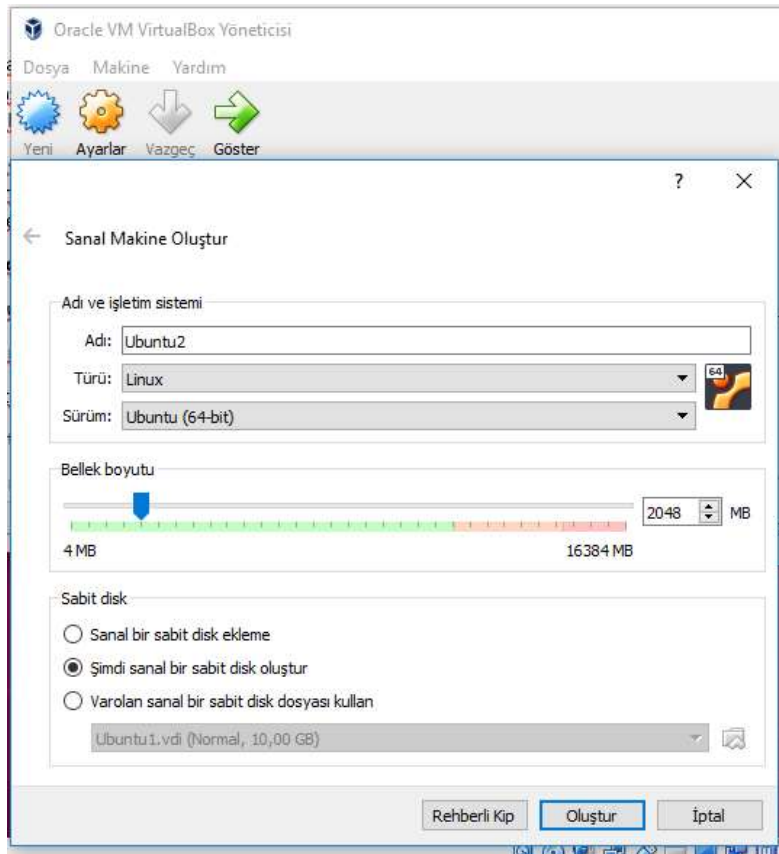 Oracle VM VirtualBox Yöneticisi
Dosya Makine Yardım
Yeni Ayarlar Vazgeç Göster
?
Sanal Makine Oluştur
Adı ve işletim sistemi
Adı: Ubuntu2
Türü: Linux
64
Sürüm: Ubuntu (64-bit)
Bellek boyutu
2048 MB
4 MB 16384 MB
Sabit disk
Sanal bir sabit disk ekleme
Şimdi sanal bir sabit disk oluştur
Varolan sanal bir sabit disk dosyası kullan
Ubuntu1.vdi (Normal, 10,00 GB)
Rehberli Kip Oluştur İptal